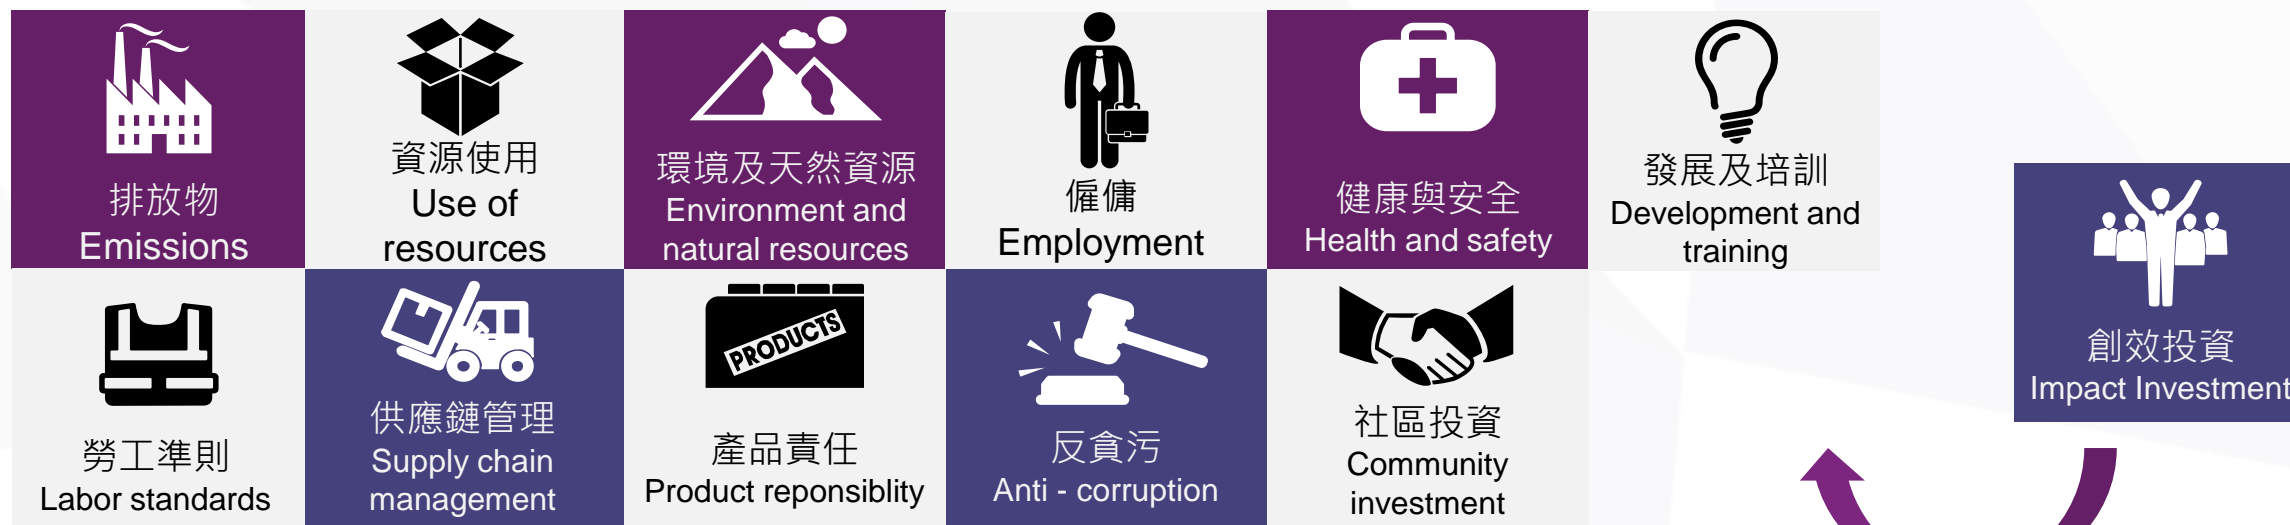 排放物
Emissions
資源使用
Use of
resources
環境及天然資源
Environment and
natural resources
僱傭
Employment
健康與安全
Health and safety
發展及培訓
Development and
training
創效投資
Impact Investment
勞工準則
Labor standards
供應鏈管理
Supply chain
management
PRODUCTS
產品責任
Product reponsiblity
反貪污
Anti - corruption
社區投資
Community
investment